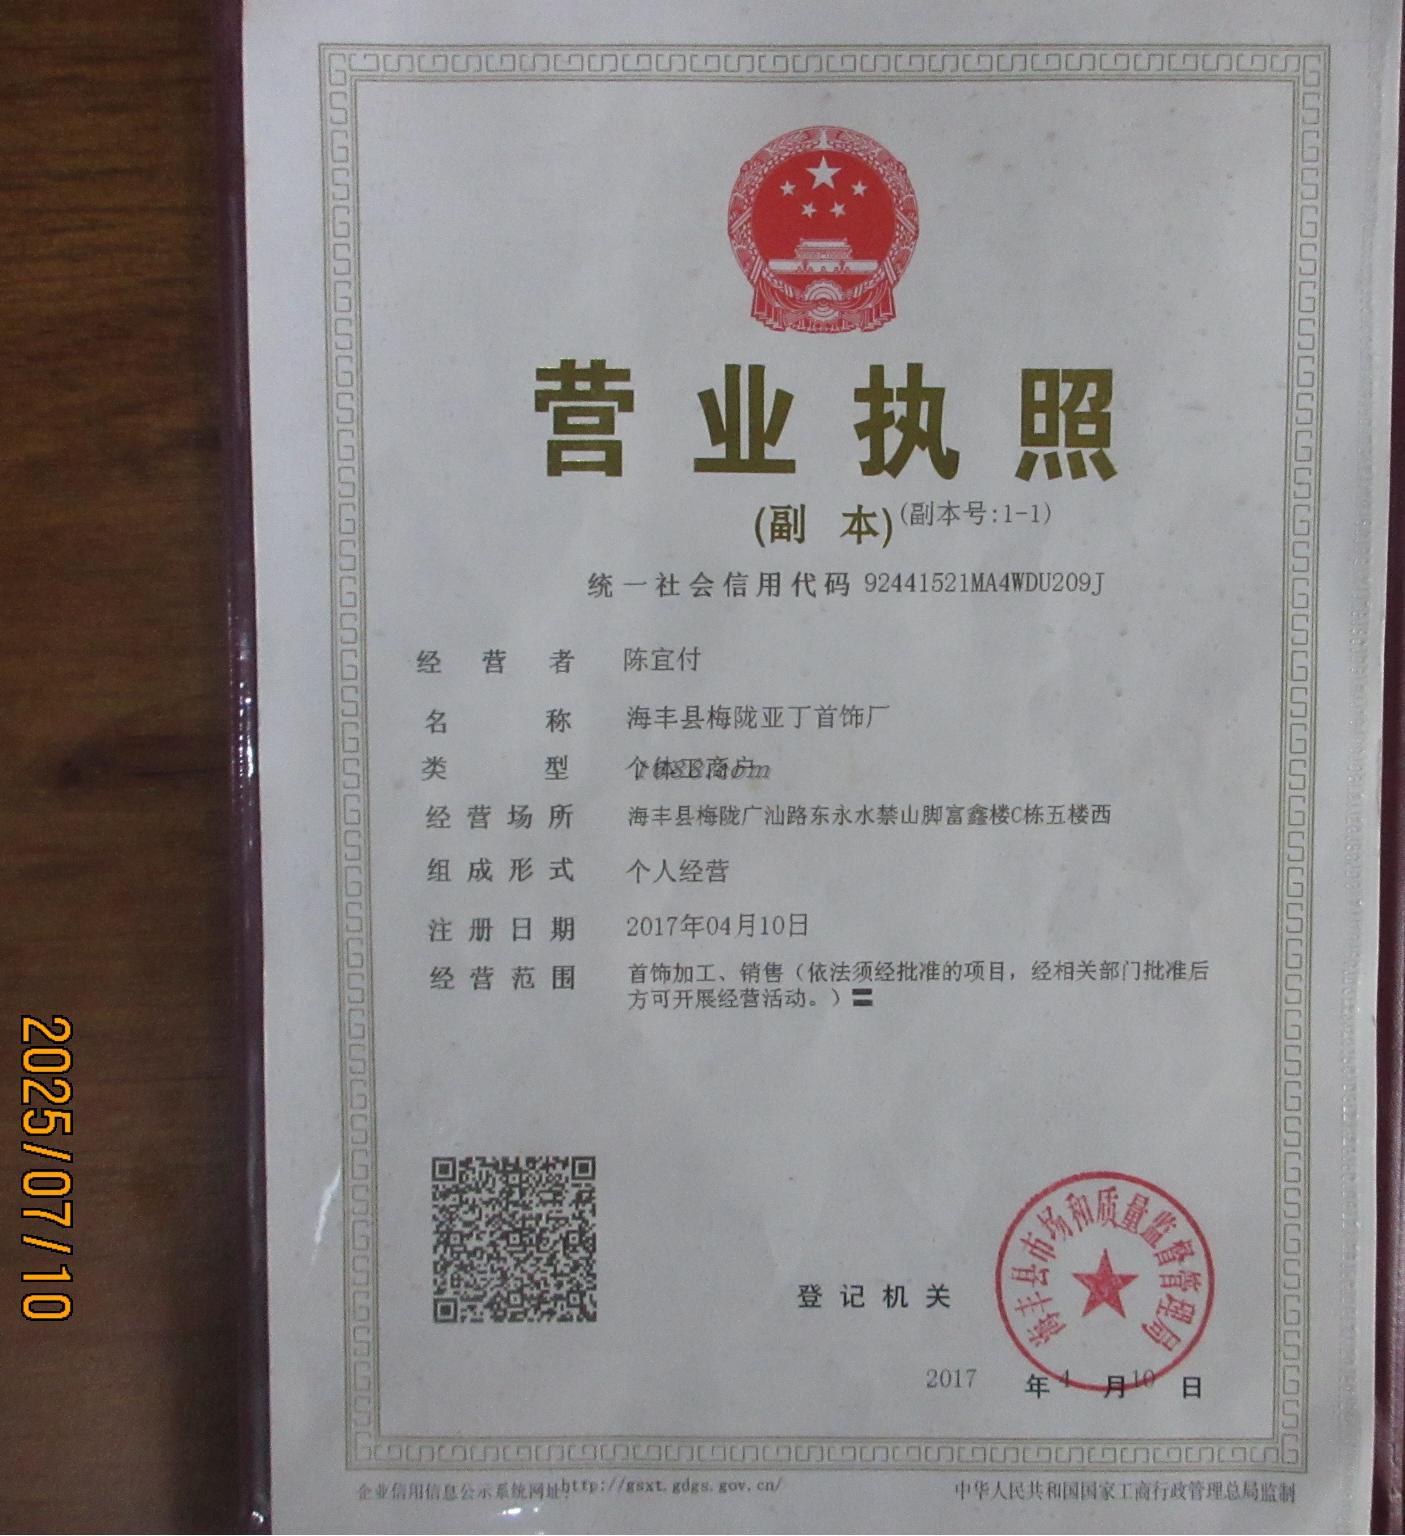 营业执照
(副 本)(副本号:1-1)
统一社会信用代码 92441521MA4WDU209J
经营者 陈宜付
名称 海丰县梅陇亚丁首饰厂
类型 个体工商户
经营场所 海丰县梅陇广汕路东永水禁山脚富鑫楼C栋五楼西
组成形式 个人经营
注册日期 2017年04月10日
经营范围 首饰加工、销售（依法须经批准的项目，经相关部门批准后
方可开展经营活动。）〓
登记机关
海丰县市场和质量监督管理局
2017 年 4 月 10 日
企业信用信息公示系统网址:http://gsxt.gdgs.gov.cn/
中华人民共和国国家工商行政管理总局监制
2025/07/10